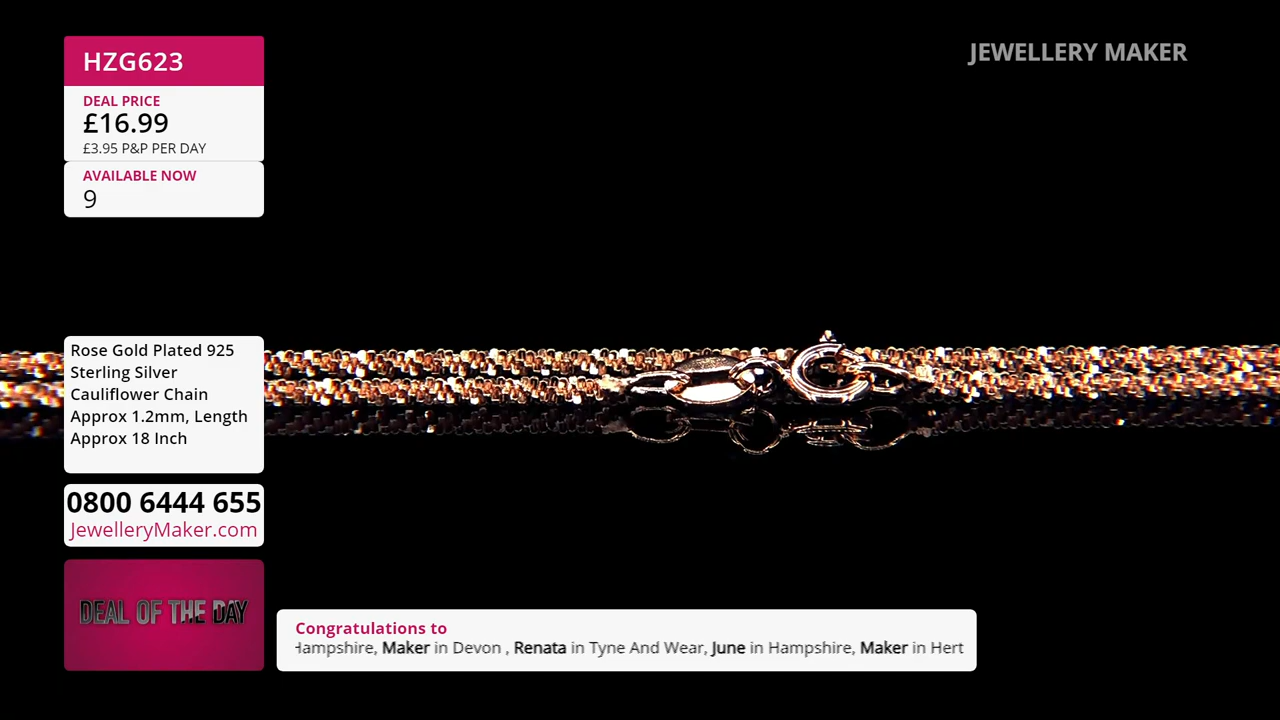 HZG623
JEWELLERY MAKER
DEAL PRICE
£16.99
£3.95 P&P PER DAY
AVAILABLE NOW
9
Rose Gold Plated 925
Sterling Silver
Cauliflower Chain
Approx 1.2mm, Length
Approx 18 Inch
0800 6444 655
JewelleryMaker.com
DEAL OF THE DAY
Congratulations to
Hampshire, Maker in Devon , Renata in Tyne And Wear, June in Hampshire, Maker in Hert